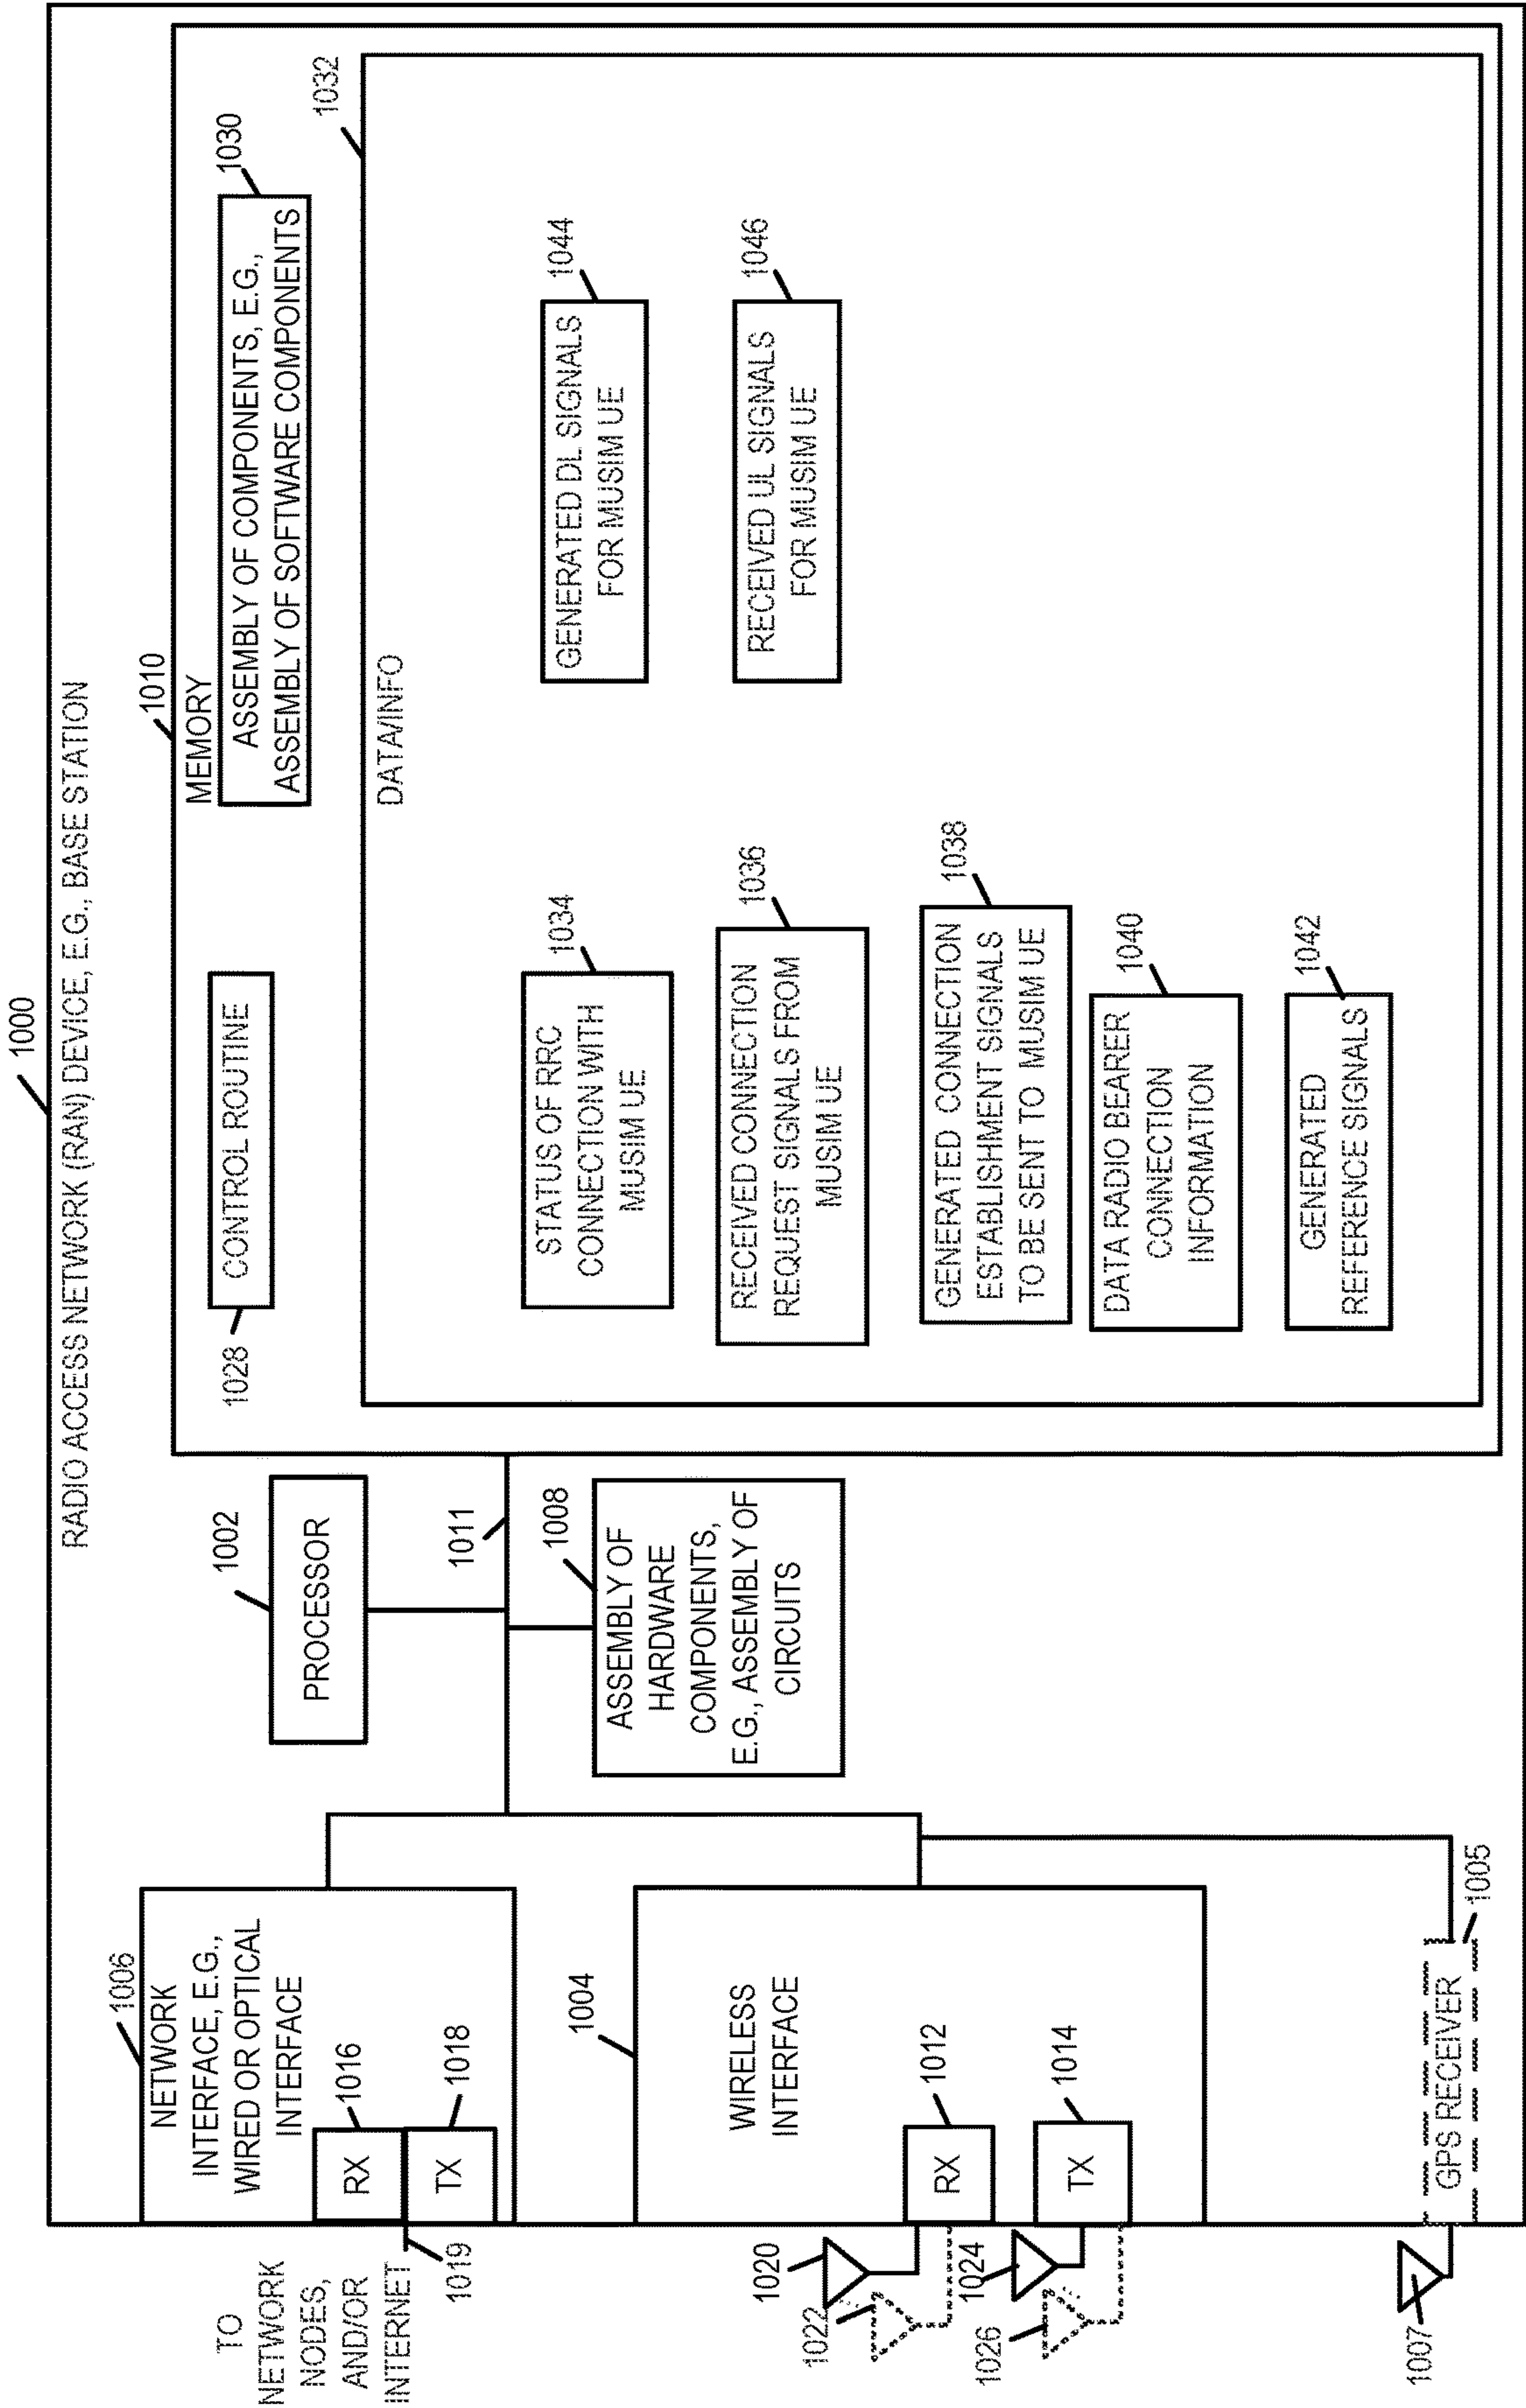 1000
RADIO ACCESS NETWORK (RAN) DEVICE, E.G., BASE STATION
1006
NETWORK
INTERFACE, E.G.,
WIRED OR OPTICAL
INTERFACE
1016
RX
1018
TX
TO
NETWORK
NODES,
AND/OR
INTERNET
1019
1004
WIRELESS
INTERFACE
1012
RX
1014
TX
1020
1022
1024
1026
GPS RECEIVER
1005
1007
1002
PROCESSOR
1011
1008
ASSEMBLY OF
HARDWARE
COMPONENTS,
E.G., ASSEMBLY OF
CIRCUITS
1010
MEMORY
1028
CONTROL ROUTINE
1030
ASSEMBLY OF COMPONENTS, E.G.,
ASSEMBLY OF SOFTWARE COMPONENTS
1032
DATA/INFO
1034
STATUS OF RRC
CONNECTION WITH
MUSIM UE
1036
RECEIVED CONNECTION
REQUEST SIGNALS FROM
MUSIM UE
1038
GENERATED CONNECTION
ESTABLISHMENT SIGNALS
TO BE SENT TO MUSIM UE
1040
DATA RADIO BEARER
CONNECTION
INFORMATION
1042
GENERATED
REFERENCE SIGNALS
1044
GENERATED DL SIGNALS
FOR MUSIM UE
1046
RECEIVED UL SIGNALS
FOR MUSIM UE